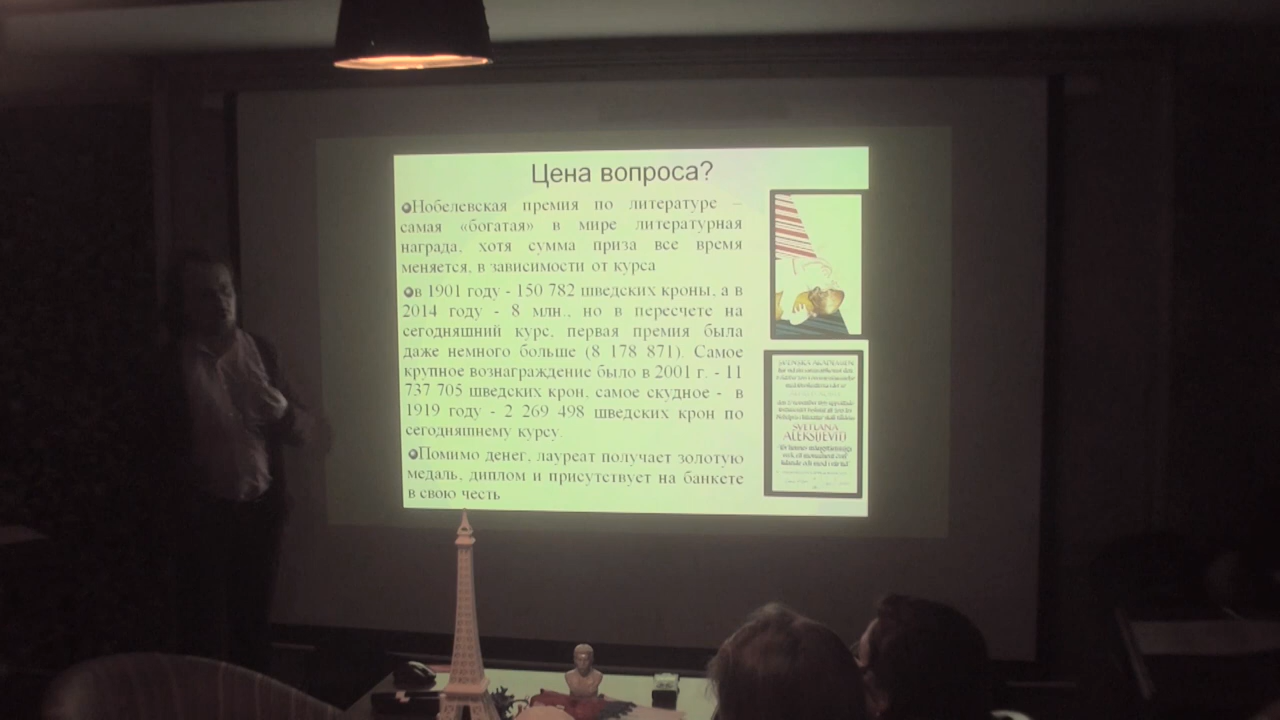 Цена вопроса?
Нобелевская премия по литературе –
самая «богатая» в мире литературная
награда, хотя сумма приза все время
меняется, в зависимости от курса
в 1901 году - 150 782 шведских кроны, а в
2014 году - 8 млн., но в пересчете на
сегодняшний курс, первая премия была
даже немного больше (8 178 871). Самое
крупное вознаграждение было в 2001 г. - 11
737 705 шведских крон, самое скудное - в
1919 году - 2 269 498 шведских крон по
сегодняшнему курсу.
Помимо денег, лауреат получает золотую
медаль, диплом и присутствует на банкете
в свою честь
SVENSKA AKADEMIEN
SVETLANA
ALEKSIJEVITJ